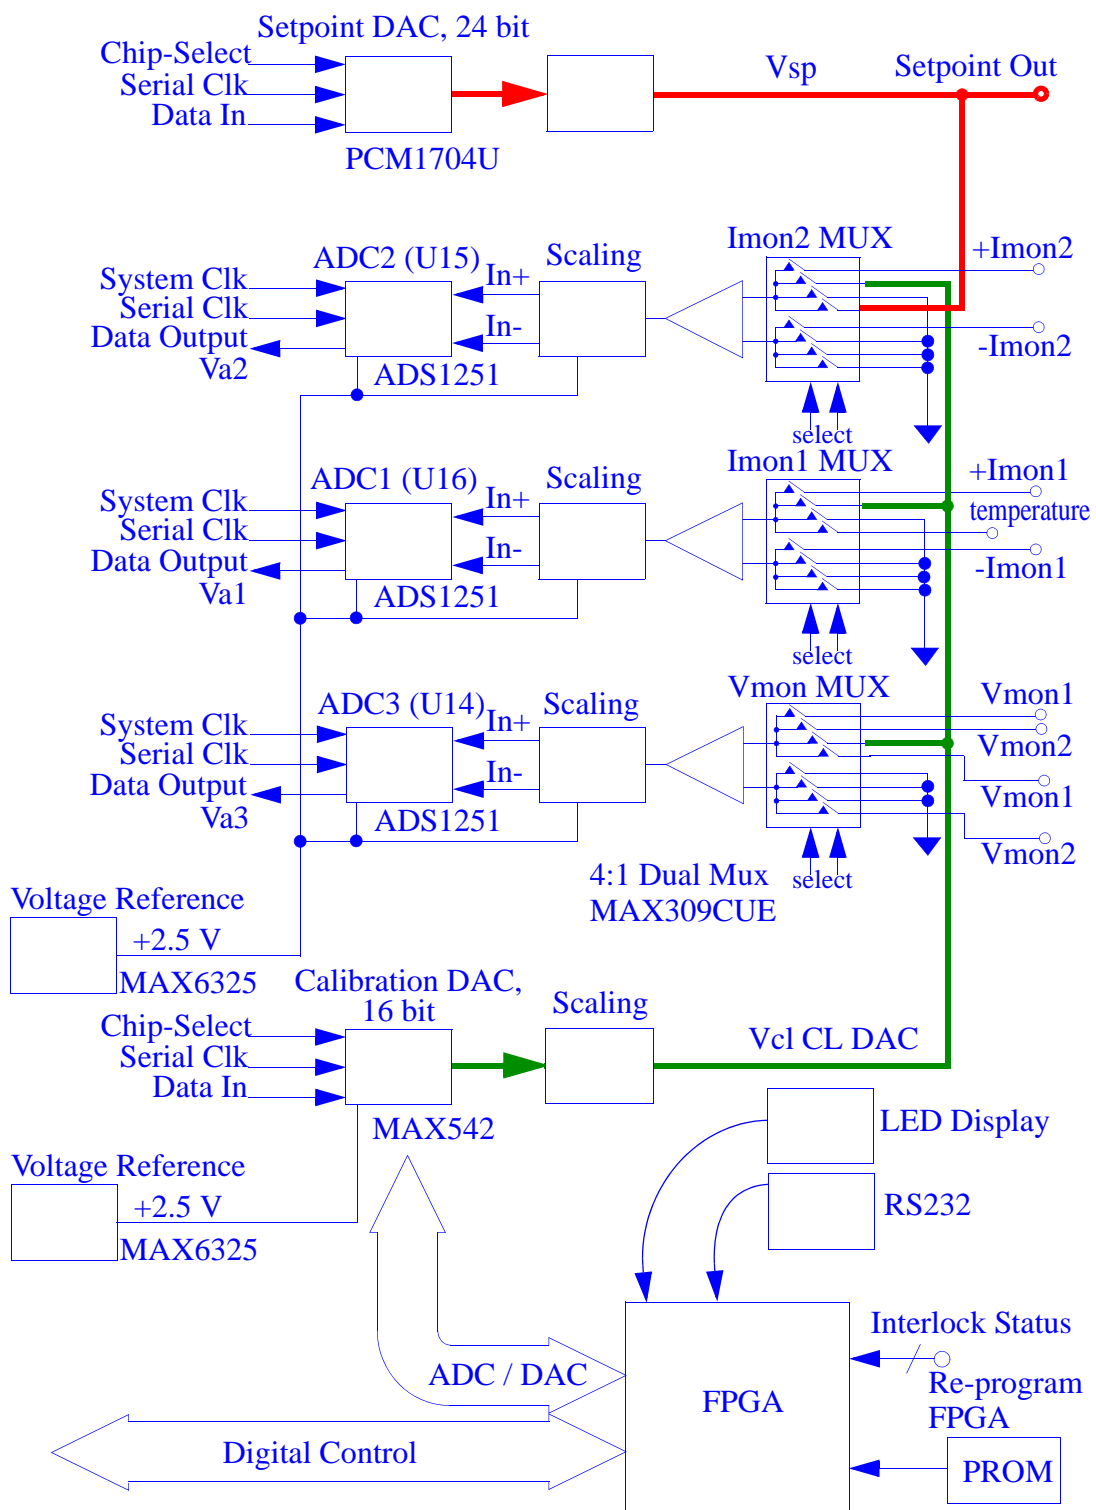 Setpoint DAC, 24 bit
Chip-Select
Serial Clk
Data In
PCM1704U
Vsp
Setpoint Out
Imon2 MUX
+Imon2
ADC2 (U15)
In+
Scaling
System Clk
Serial Clk
Data Output
Va2
In-
ADS1251
-Imon2
select
Imon1 MUX
+Imon1
temperature
ADC1 (U16)
In+
Scaling
System Clk
Serial Clk
Data Output
Va1
In-
ADS1251
-Imon1
select
Vmon MUX
Vmon1
Vmon2
ADC3 (U14)
In+
Scaling
System Clk
Serial Clk
Data Output
Va3
In-
ADS1251
Vmon1
Vmon2
select
4:1 Dual Mux
MAX309CUE
Voltage Reference
+2.5 V
MAX6325
Calibration DAC,
16 bit
Scaling
Chip-Select
Serial Clk
Data In
Vcl CL DAC
MAX542
LED Display
Voltage Reference
+2.5 V
MAX6325
RS232
Interlock Status
Re-program
FPGA
ADC / DAC
FPGA
Digital Control
PROM